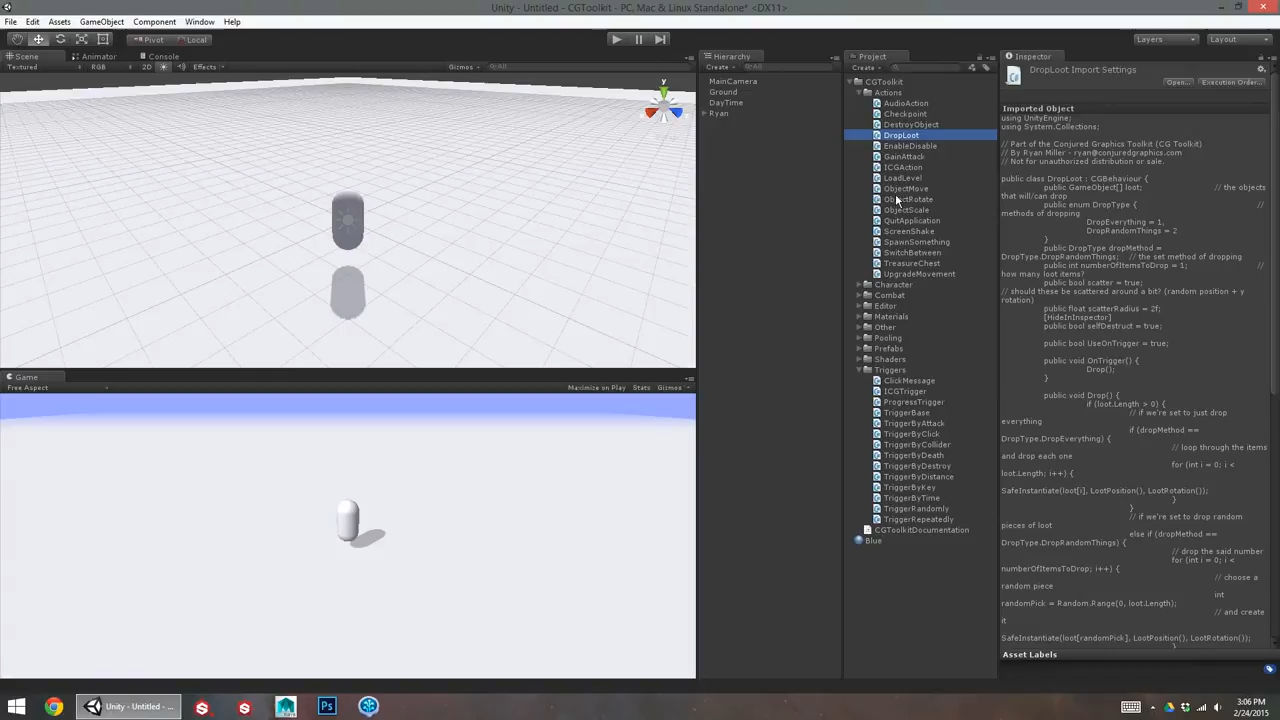 Unity - Untitled - CGToolkit - PC, Mac & Linux Standalone* <DX11>
File Edit Assets GameObject Component Window Help
Pivot Local Layers Layout
Scene Animator Console
Textured RGB 2D Effects Gizmos All
y
Game
Free Aspect Maximize on Play Stats Gizmos
Hierarchy
Create All
MainCamera
Ground
DayTime
Ryan
Project
Create
CGToolkit
Actions
AudioAction
Checkpoint
DestroyObject
DropLoot
EnableDisable
GainAttack
ICGAction
LoadLevel
ObjectMove
ObjectRotate
ObjectScale
QuitApplication
ScreenShake
SpawnSomething
SwitchBetween
TreasureChest
UpgradeMovement
Character
Combat
Editor
Materials
Other
Pooling
Prefabs
Shaders
Triggers
ClickMessage
ICGTrigger
ProgressTrigger
TriggerBase
TriggerByAttack
TriggerByClick
TriggerByCollider
TriggerByDeath
TriggerByDestroy
TriggerByDistance
TriggerByKey
TriggerByTime
TriggerRandomly
TriggerRepeatedly
CGToolkitDocumentation
Blue
Inspector
DropLoot Import Settings
Open... Execution Order...
Imported Object
using UnityEngine;
using System.Collections;
// Part of the Conjured Graphics Toolkit (CG Toolkit)
// By Ryan Miller - ryan@conjuredgraphics.com
// Not for unauthorized distribution or sale.
public class DropLoot : CGBehaviour {
public GameObject[] loot; // the objects
that will/can drop
public enum DropType { //
methods of dropping
DropEverything = 1,
DropRandomThings = 2
}
public DropType dropMethod =
DropType.DropRandomThings; // the set method of dropping
public int numberOfItemsToDrop = 1; //
how many loot items?
public bool scatter = true;
// should these be scattered around a bit? (random position + y
rotation)
public float scatterRadius = 2f;
[HideInInspector]
public bool selfDestruct = true;
public bool UseOnTrigger = true;
public void OnTrigger() {
Drop();
}
public void Drop() {
if (loot.Length > 0) {
// if we're set to just drop
everything
if (dropMethod ==
DropType.DropEverything) {
// loop through the items
and drop each one
for (int i = 0; i <
loot.Length; i++) {
SafeInstantiate(loot[i], LootPosition(), LootRotation());
}
}
// if we're set to drop random
pieces of loot
else if (dropMethod ==
DropType.DropRandomThings) {
// drop the said number
for (int i = 0; i <
numberOfItemsToDrop; i++) {
// choose a
random piece
int
randomPick = Random.Range(0, loot.Length);
// and create
it
SafeInstantiate(loot[randomPick], LootPosition(), LootRotation());
}
Asset Labels
Unity - Untitled - ...
Ps
3:06 PM
2/24/2015